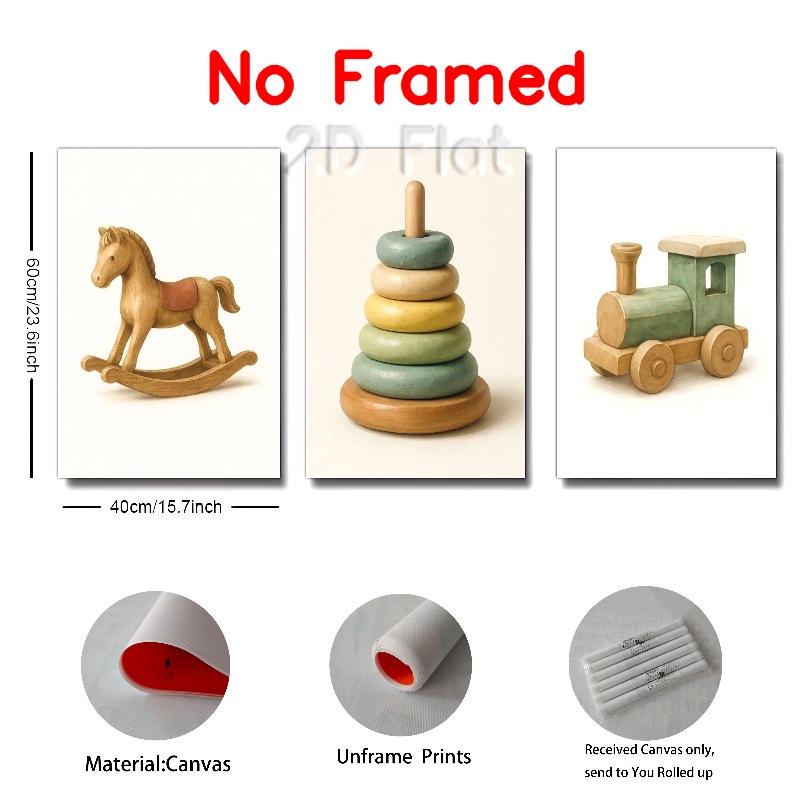 No Framed
2D Flat
60cm/23.6inch
40cm/15.7inch
Material:Canvas
Unframe Prints
Received Canvas only,
send to You Rolled up